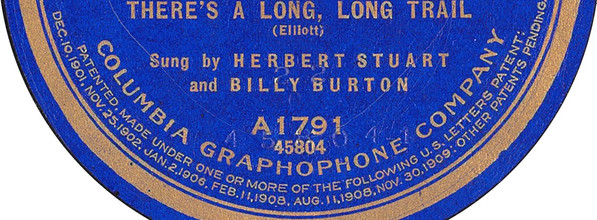 THERE'S A LONG, LONG TRAIL
(Elliott)
Sung by HERBERT STUART
and BILLY BURTON
A1791
45804
COLUMBIA GRAPHOPHONE COMPANY
PATENTED, MADE UNDER ONE OR MORE OF THE FOLLOWING U.S. LETTERS PATENT:
DEC.10,1901, NOV.25,1902, JAN.2,1906, FEB.11,1908, AUG.11,1908, NOV.30,1909. OTHER PATENTS PENDING.